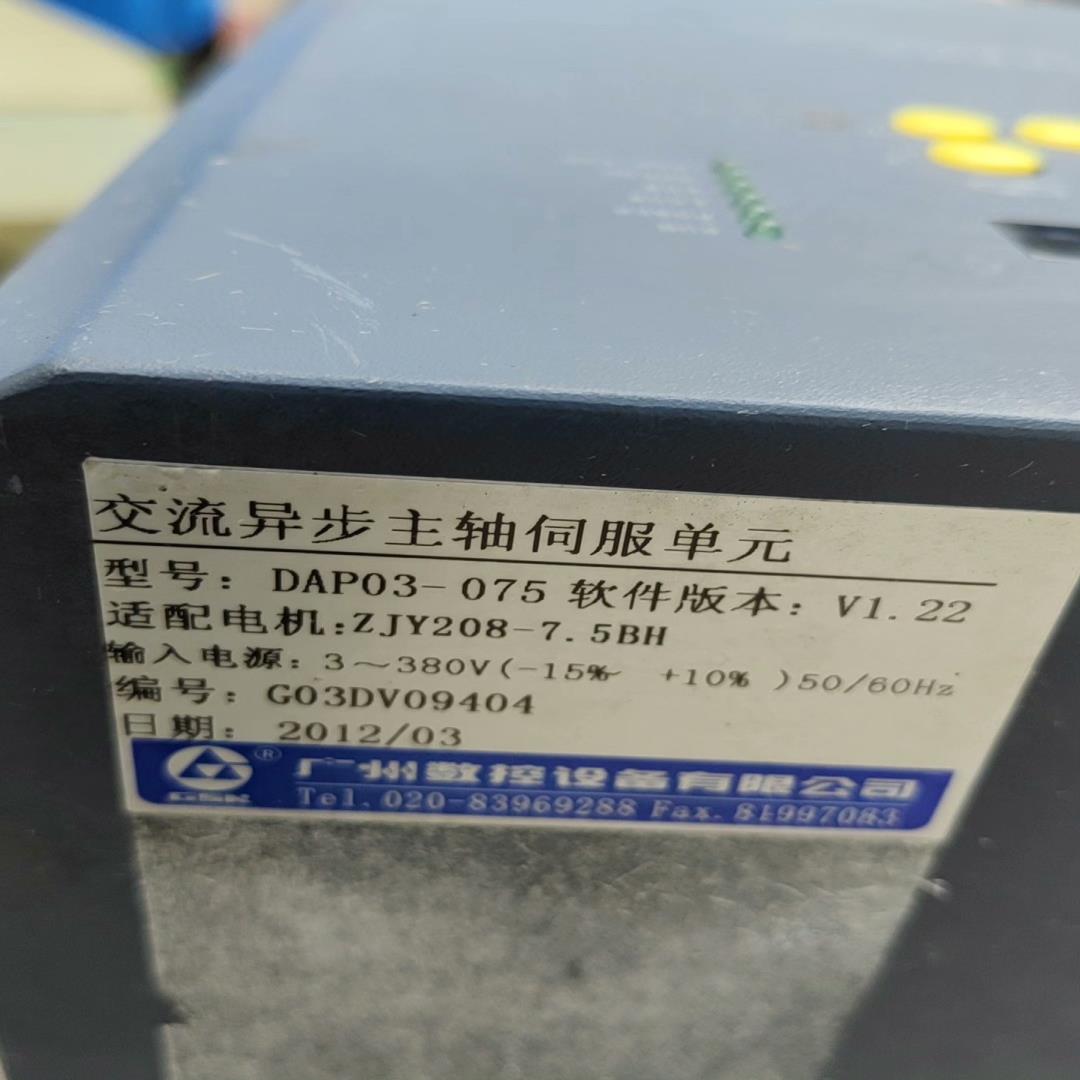 交流异步主轴伺服单元
型号: DAP03-075 软件版本: V1.22
适配电机:ZJY208-7.5BH
输入电源: 3～380V(-15%~ +10% )50/60Hz
编号: G03DV09404
日期: 2012/03
GSK ® 广州数控设备有限公司
Tel.020-83969288 Fax.